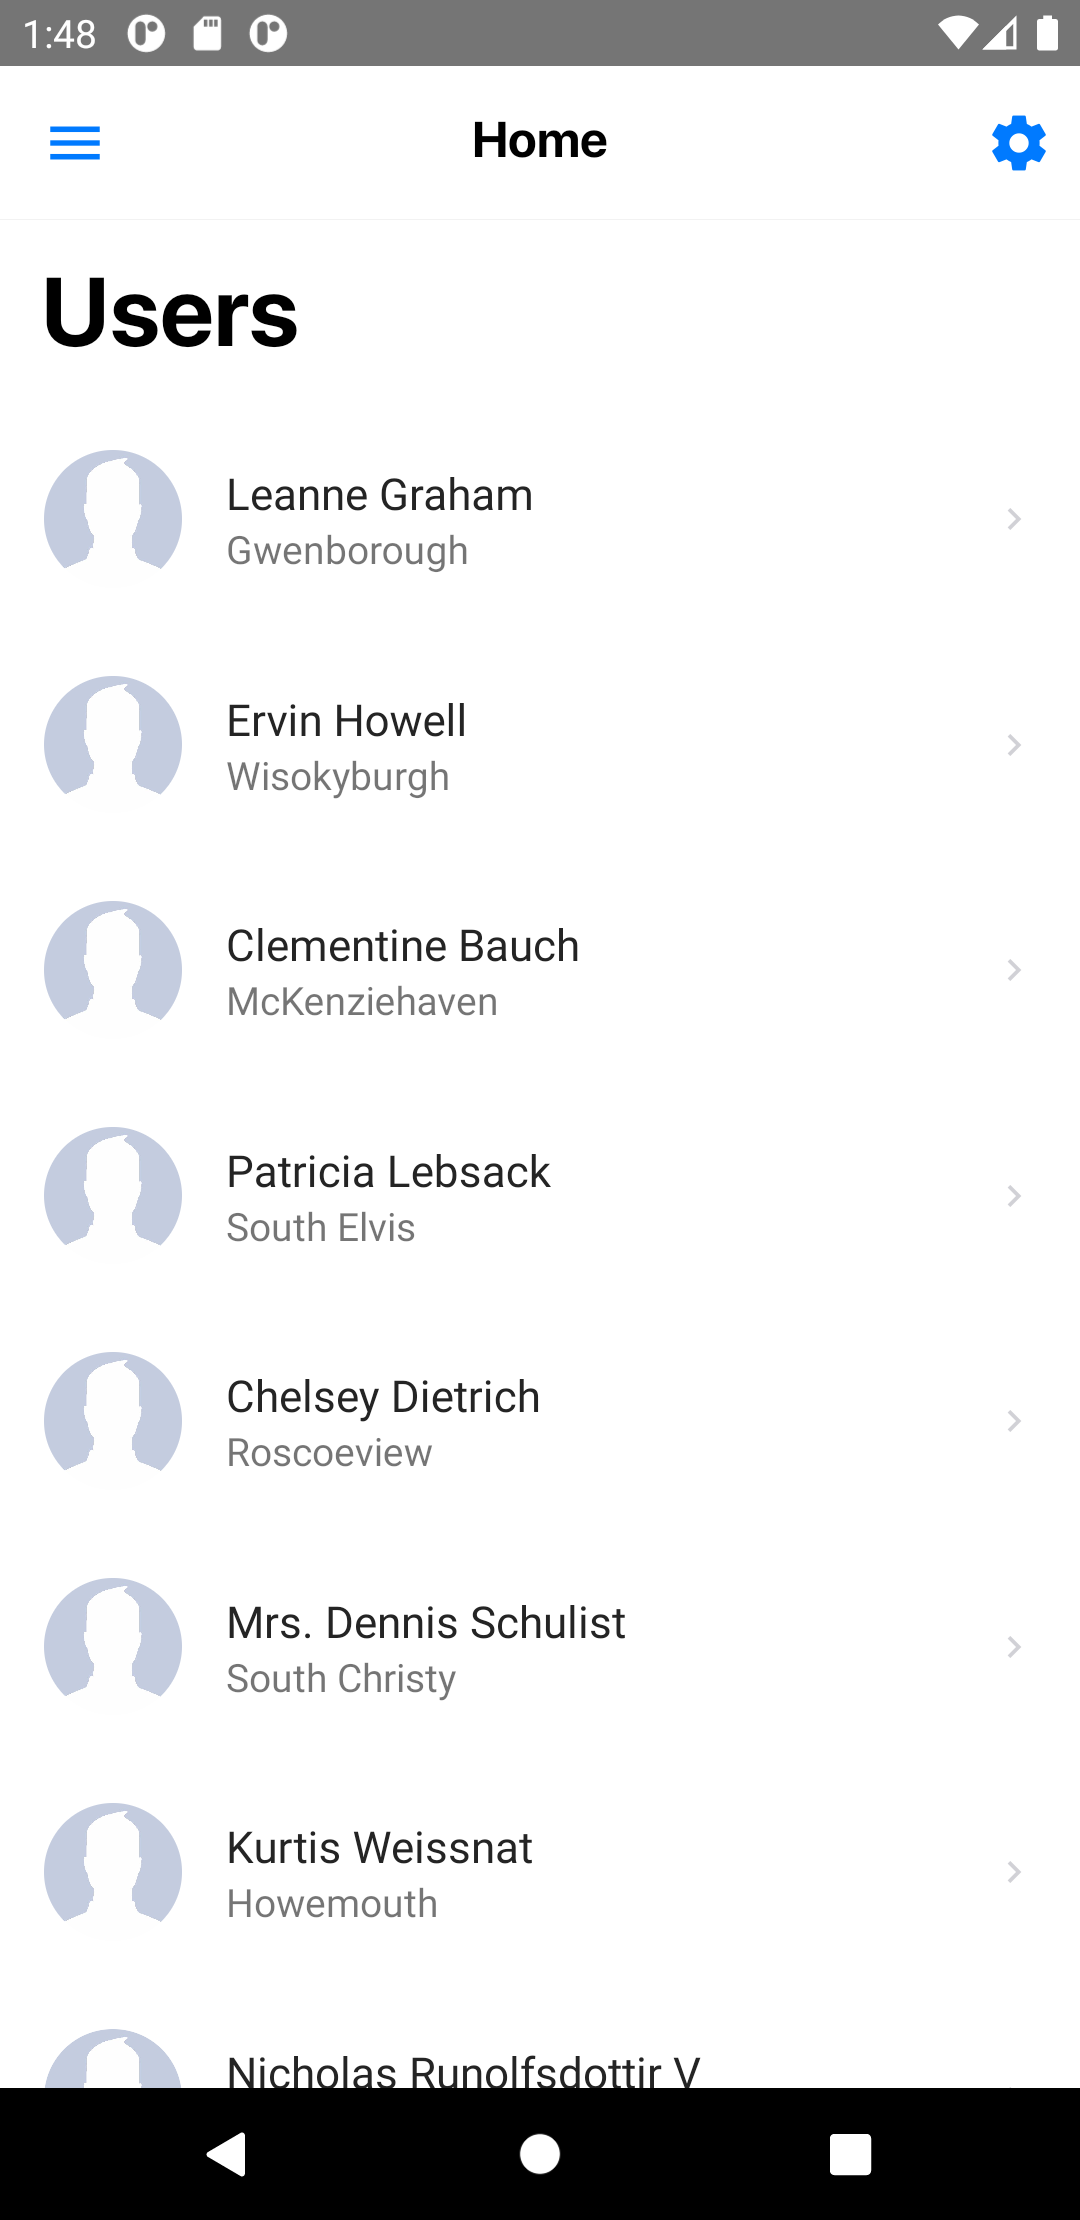 1:48
Home
Users
Leanne Graham
Gwenborough
Ervin Howell
Wisokyburgh
Clementine Bauch
McKenziehaven
Patricia Lebsack
South Elvis
Chelsey Dietrich
Roscoeview
Mrs. Dennis Schulist
South Christy
Kurtis Weissnat
Howemouth
Nicholas Runolfsdottir V